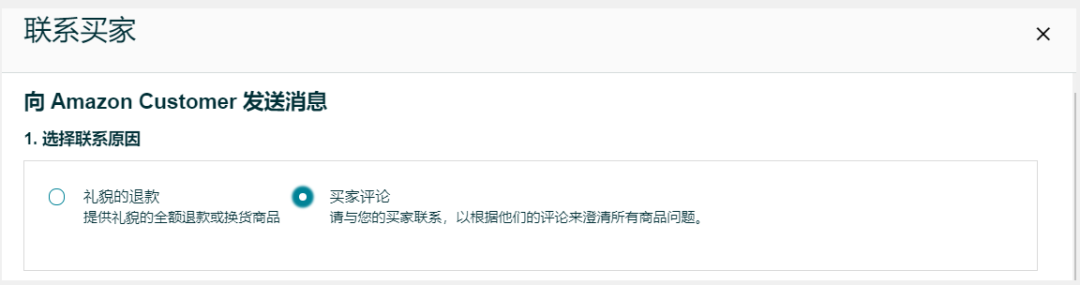 联系买家
向 Amazon Customer 发送消息
1. 选择联系原因
礼貌的退款
提供礼貌的全额退款或换货商品
买家评论
请与您的买家联系，以根据他们的评论来澄清所有商品问题。